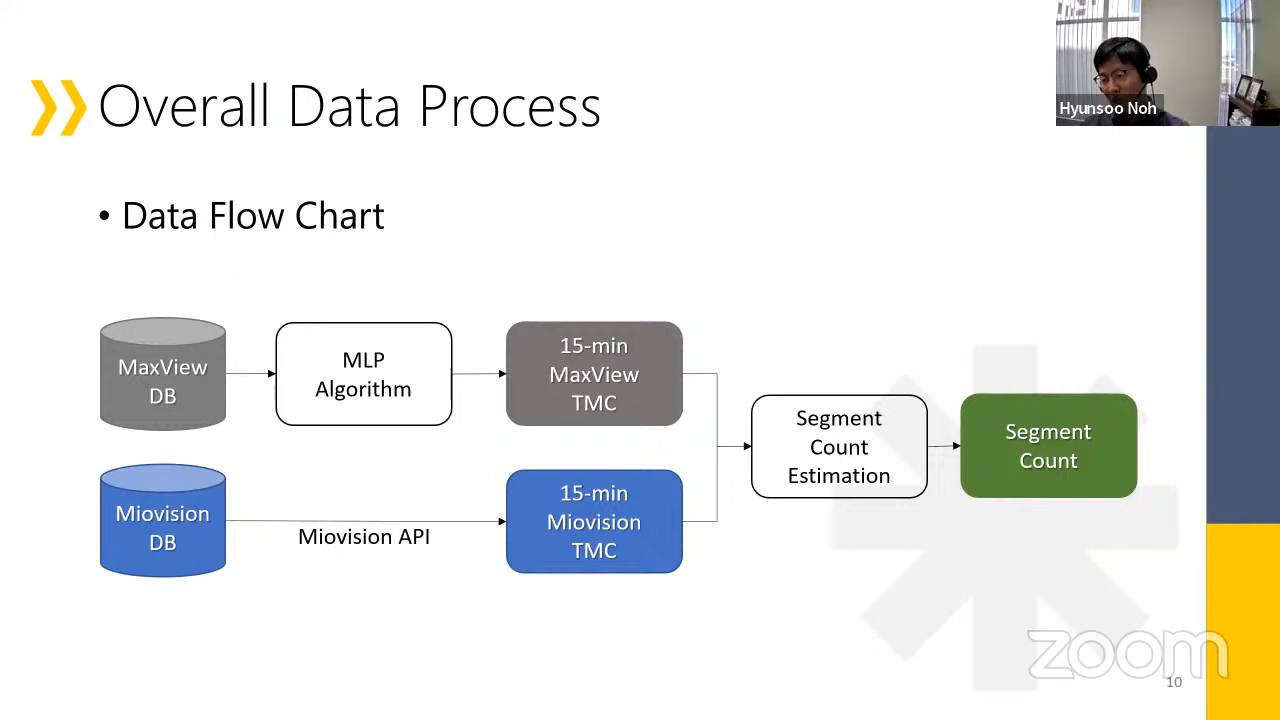 Overall Data Process
Hyunsoo Noh
• Data Flow Chart
MaxView
DB
MLP
Algorithm
15-min
MaxView
TMC
Miovision
DB
Miovision API
15-min
Miovision
TMC
Segment
Count
Estimation
Segment
Count
zoom
10